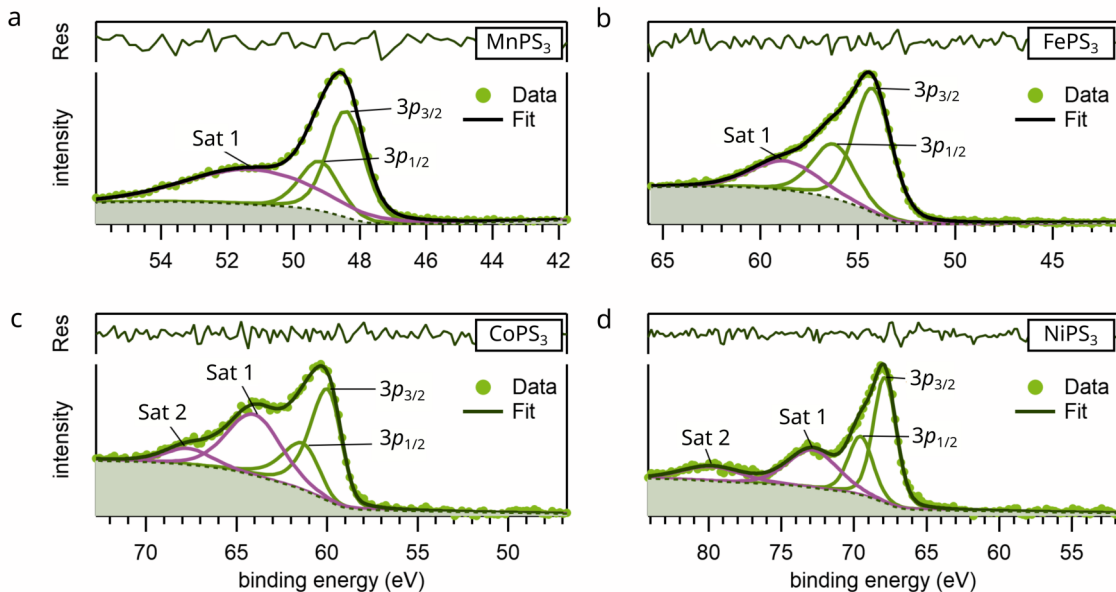 a
Res
MnPS₃
intensity
Sat 1
3p₃/₂
3p₁/₂
Data
Fit
54 52 50 48 46 44 42
b
FePS₃
Sat 1
3p₃/₂
3p₁/₂
Data
Fit
65 60 55 50 45
c
Res
CoPS₃
intensity
Sat 2
Sat 1
3p₃/₂
3p₁/₂
Data
Fit
70 65 60 55 50
binding energy (eV)
d
NiPS₃
Sat 2
Sat 1
3p₃/₂
3p₁/₂
Data
Fit
80 75 70 65 60 55
binding energy (eV)